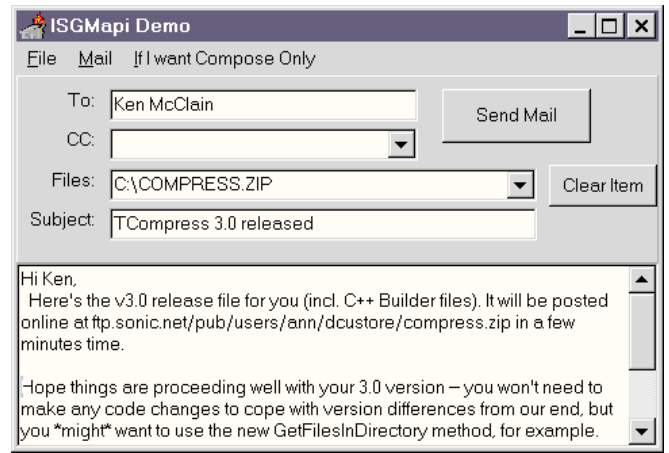 ISGMapi Demo
File Mail If I want Compose Only
To: Ken McClain Send Mail
CC:
Files: C:\COMPRESS.ZIP Clear Item
Subject: TCompress 3.0 released
Hi Ken,
Here's the v3.0 release file for you (incl. C++ Builder files). It will be posted
online at ftp.sonic.net/pub/users/ann/dcustore/compress.zip in a few
minutes time.
Hope things are proceeding well with your 3.0 version – you won't need to
make any code changes to cope with version differences from our end, but
you *might* want to use the new GetFilesInDirectory method, for example.